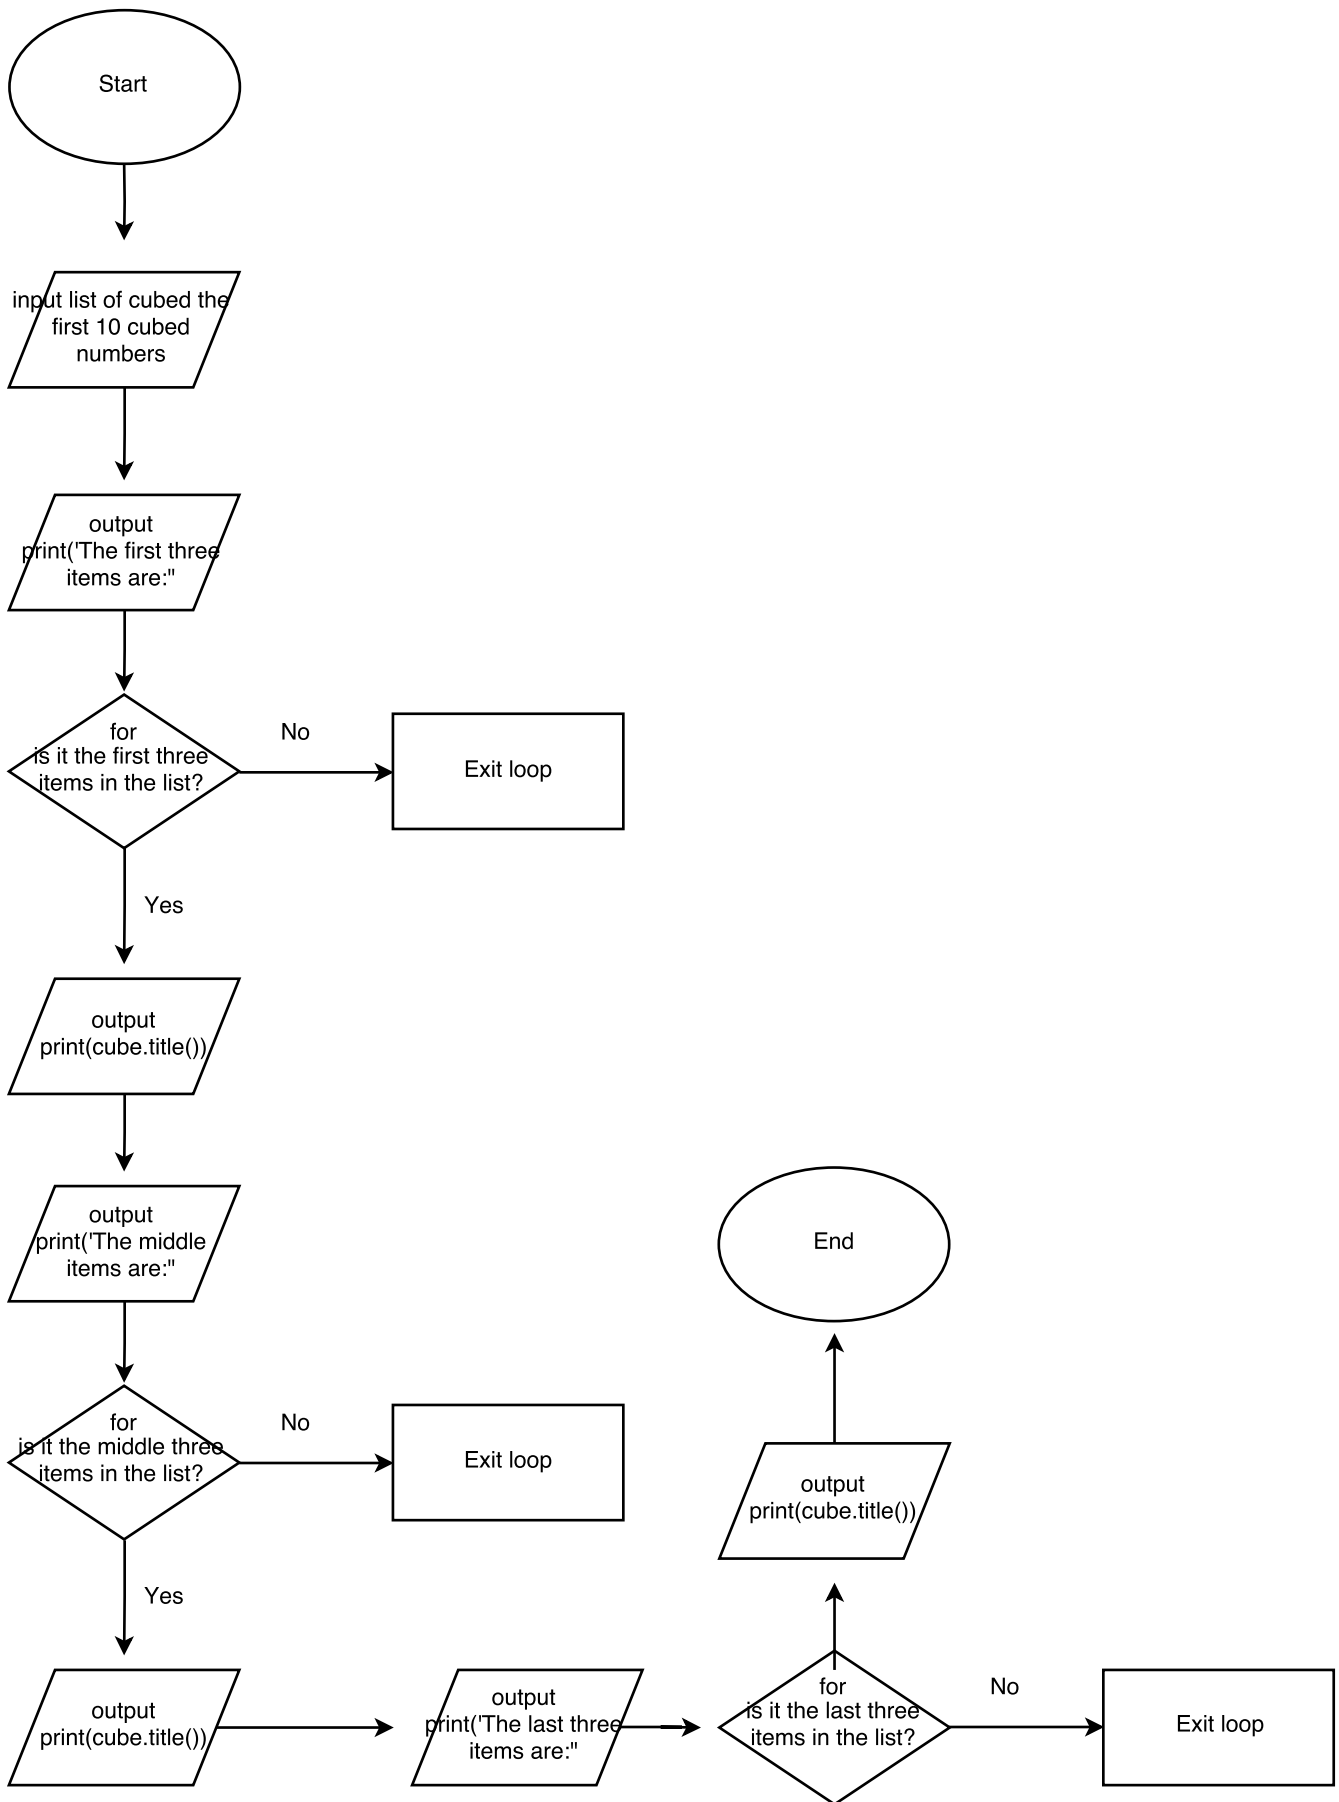 Start
input list of cubed the
first 10 cubed
numbers
output
print('The first three
items are:"
for
is it the first three
items in the list?
No
Exit loop
Yes
output
print(cube.title())
output
print('The middle
items are:"
for
is it the middle three
items in the list?
No
Exit loop
Yes
output
print(cube.title())
output
print('The last three
items are:"
for
is it the last three
items in the list?
No
Exit loop
output
print(cube.title())
End